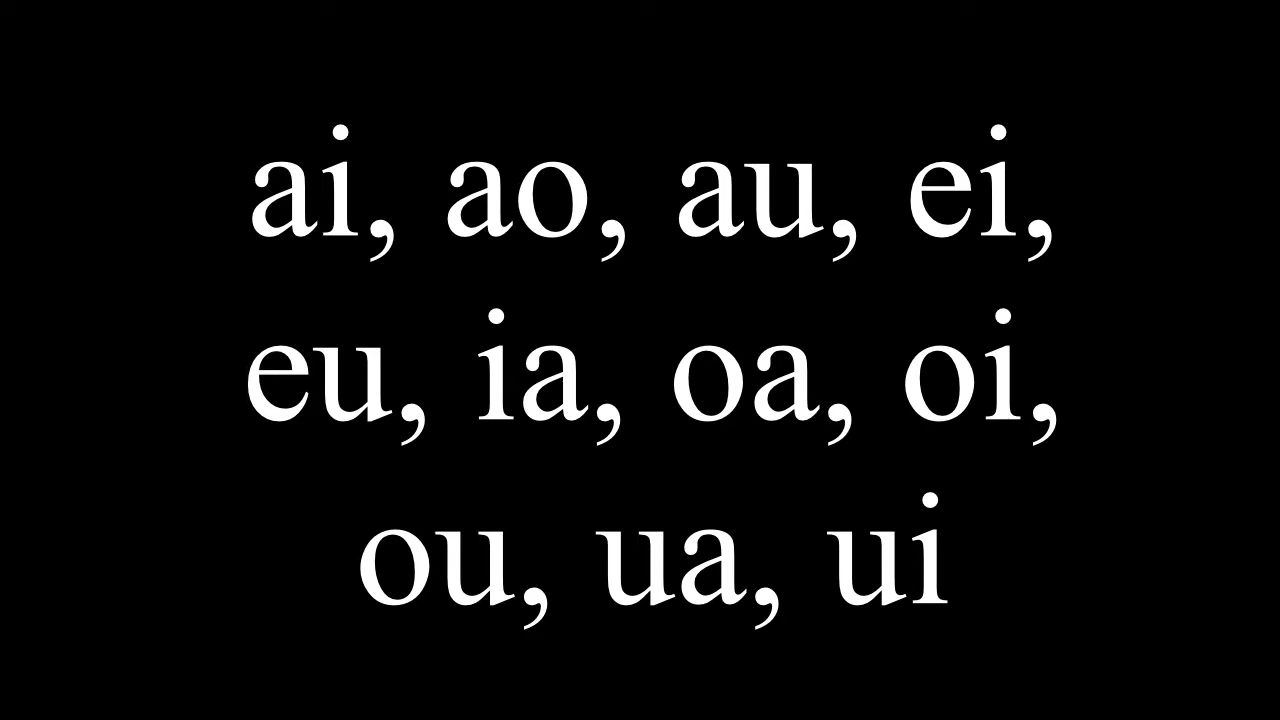 ai, ao, au, ei,
eu, ia, oa, oi,
ou, ua, ui